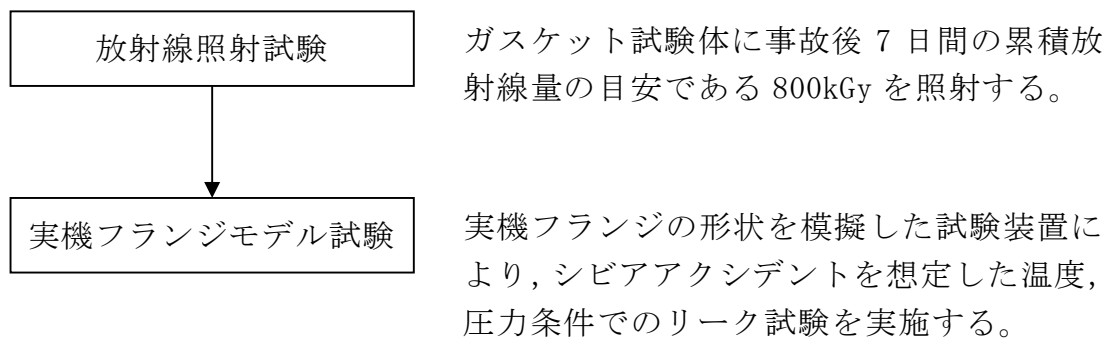 放射線照射試験
ガスケット試験体に事故後 7 日間の累積放
射線量の目安である 800kGy を照射する。
実機フランジモデル試験
実機フランジの形状を模擬した試験装置に
より,シビアアクシデントを想定した温度,
圧力条件でのリーク試験を実施する。